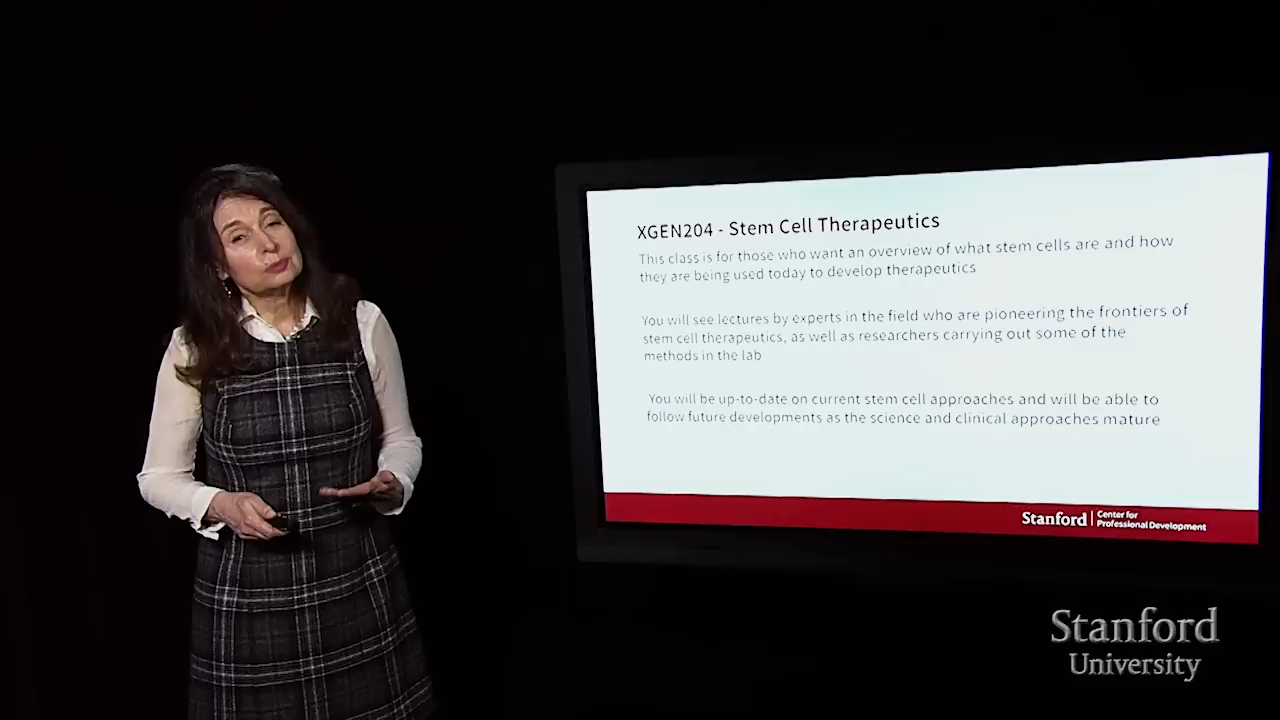 XGEN204 - Stem Cell Therapeutics
This class is for those who want an overview of what stem cells are and how
they are being used today to develop therapeutics
You will see lectures by experts in the field who are pioneering the frontiers of
stem cell therapeutics, as well as researchers carrying out some of the
methods in the lab
You will be up-to-date on current stem cell approaches and will be able to
follow future developments as the science and clinical approaches mature
Stanford
Center for
Professional Development
Stanford
University